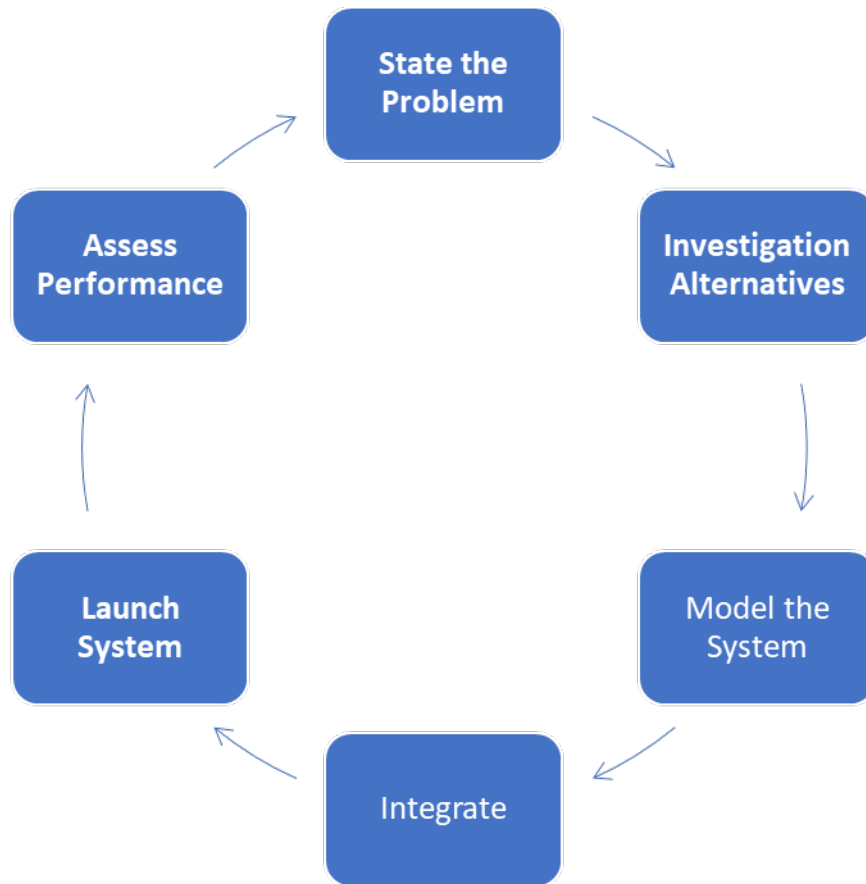 State the
Problem
Investigation
Alternatives
Model the
System
Integrate
Launch
System
Assess
Performance